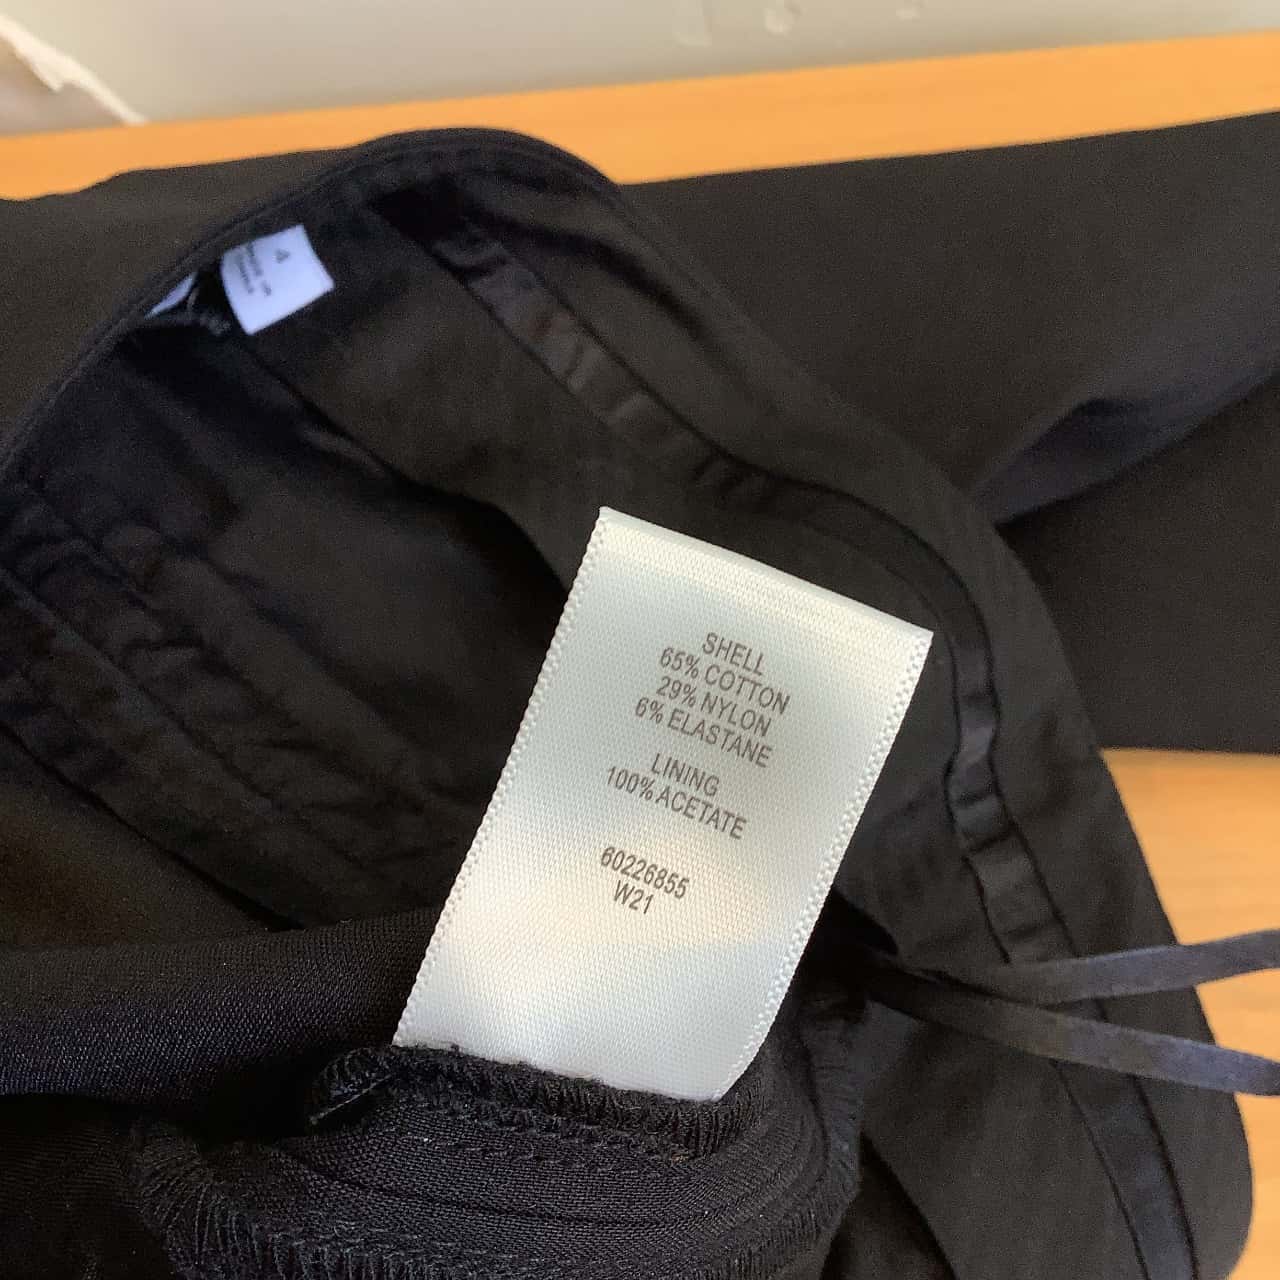 4
SHELL
65% COTTON
29% NYLON
6% ELASTANE
LINING
100% ACETATE
60226855
W21